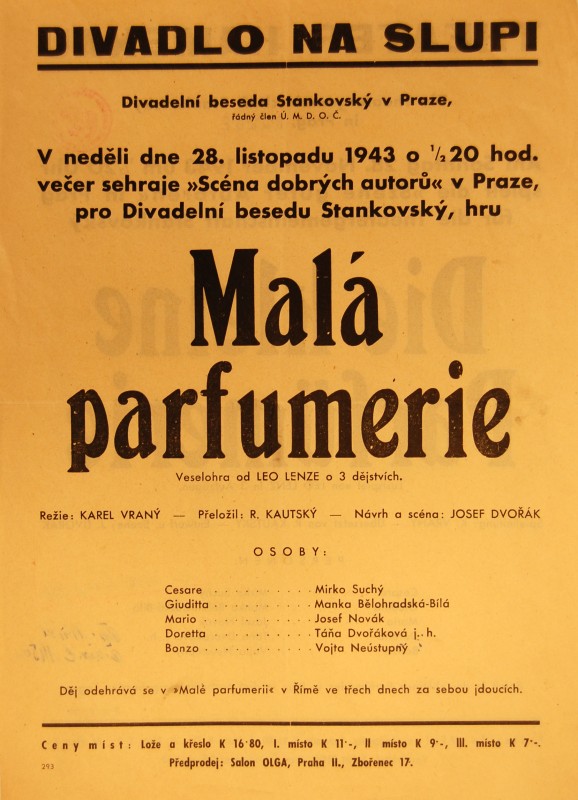 DIVADLO NA SLUPI
Divadelní beseda Stankovský v Praze,
řádný člen Ú. M. D. O. Č.
V neděli dne 28. listopadu 1943 o ½20 hod.
večer sehraje »Scéna dobrých autorů« v Praze,
pro Divadelní besedu Stankovský, hru
Malá
parfumerie
Veselohra od LEO LENZE o 3 dějstvích.
Režie: KAREL VRANÝ — Přeložil: R. KAUTSKÝ — Návrh a scéna: JOSEF DVOŘÁK
OSOBY:
Cesare . . . . . . . . . . Mirko Suchý
Giuditta . . . . . . . . . . Manka Bělohradská-Bílá
Mario . . . . . . . . . . Josef Novák
Doretta . . . . . . . . . . Táňa Dvořáková j. h.
Bonzo . . . . . . . . . . Vojta Neústupný
Děj odehrává se v »Malé parfumerii« v Římě ve třech dnech za sebou jdoucích.
Ceny míst: Lože a křeslo K 16·80, I. místo K 11·-, II místo K 9·-, III. místo K 7·-.
Předprodej: Salon OLGA, Praha II., Zbořenec 17.
293